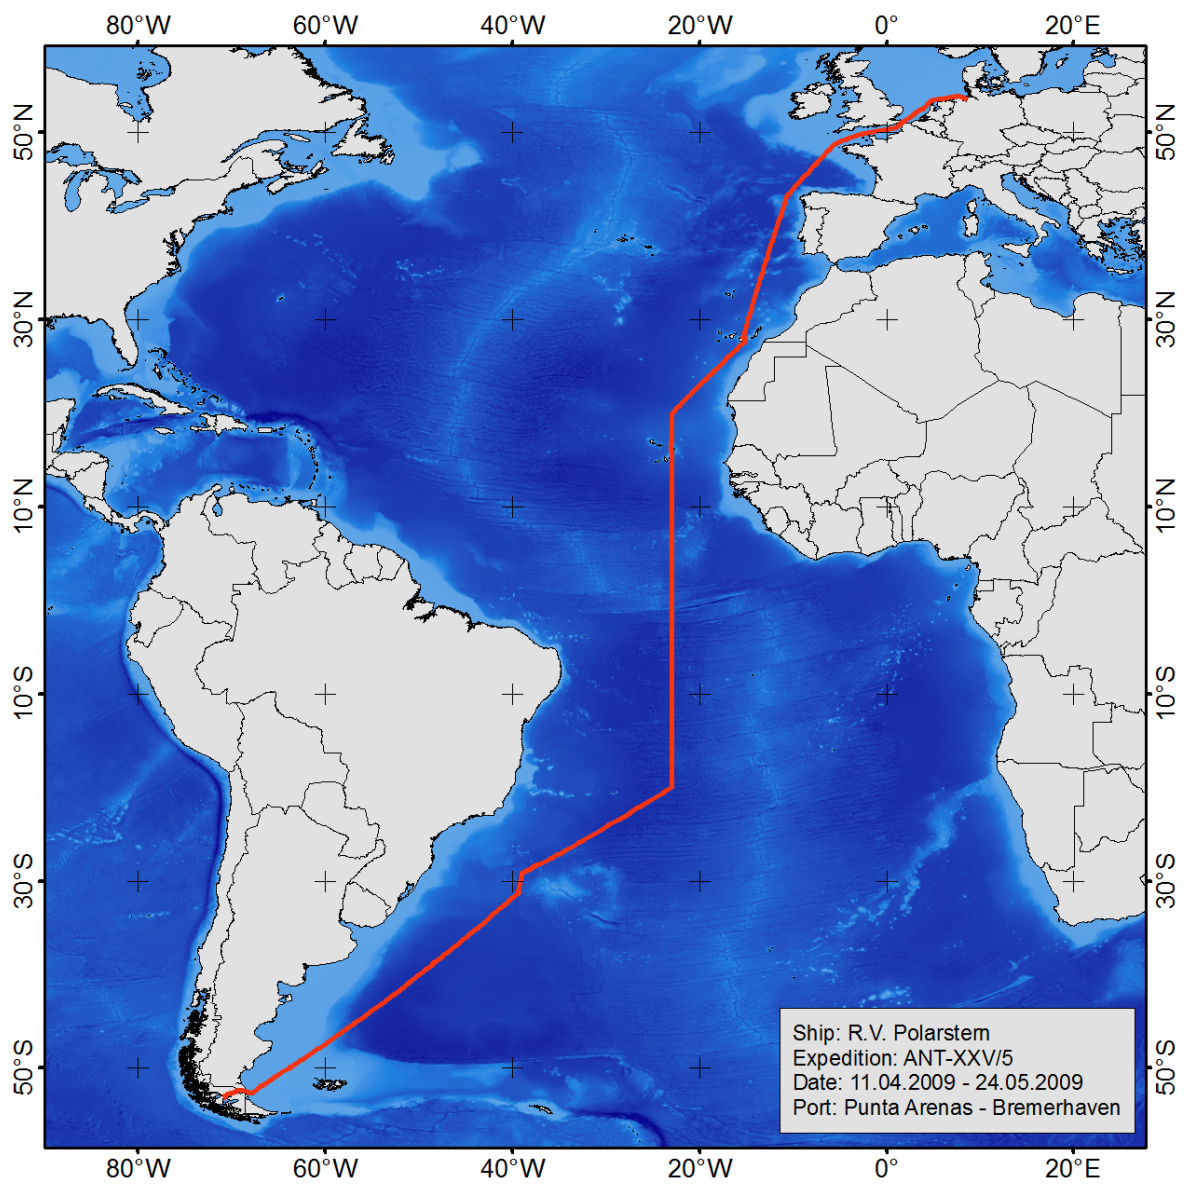 80°W 60°W 40°W 20°W 0° 20°E
50°N 50°N
30°N 30°N
10°N 10°N
10°S 10°S
30°S 30°S
50°S 50°S
Ship: R.V. Polarstern
Expedition: ANT-XXV/5
Date: 11.04.2009 - 24.05.2009
Port: Punta Arenas - Bremerhaven
80°W 60°W 40°W 20°W 0° 20°E